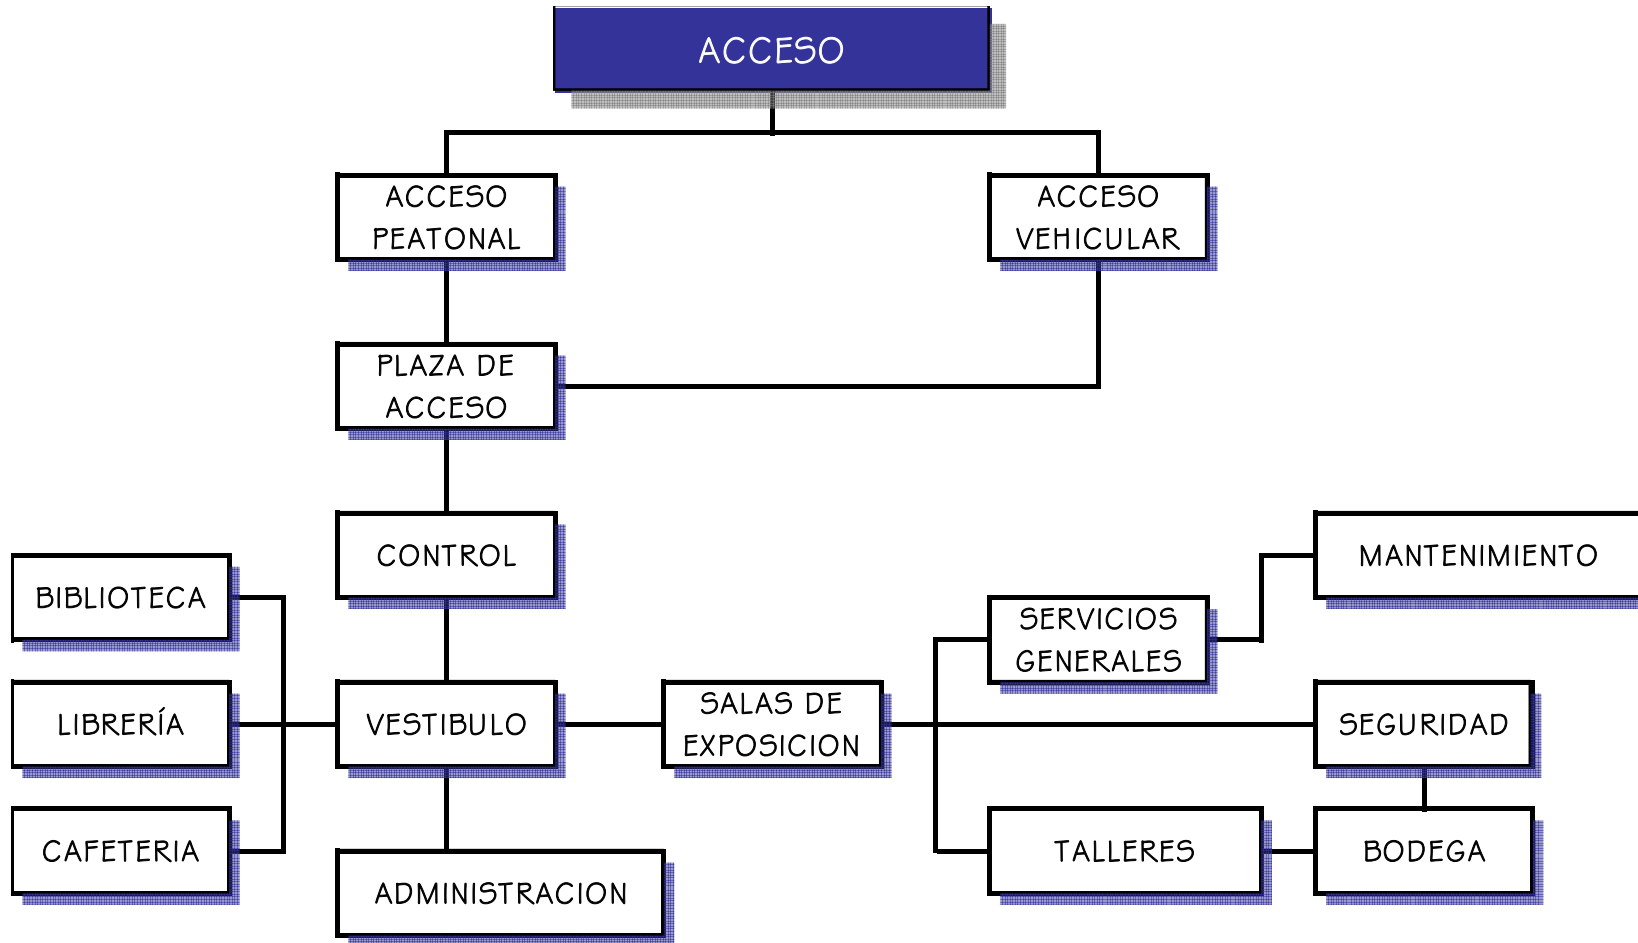 ACCESO
ACCESO
PEATONAL
ACCESO
VEHICULAR
PLAZA DE
ACCESO
CONTROL
MANTENIMIENTO
BIBLIOTECA
SERVICIOS
GENERALES
LIBRERÍA
VESTIBULO
SALAS DE
EXPOSICION
SEGURIDAD
CAFETERIA
TALLERES
BODEGA
ADMINISTRACION